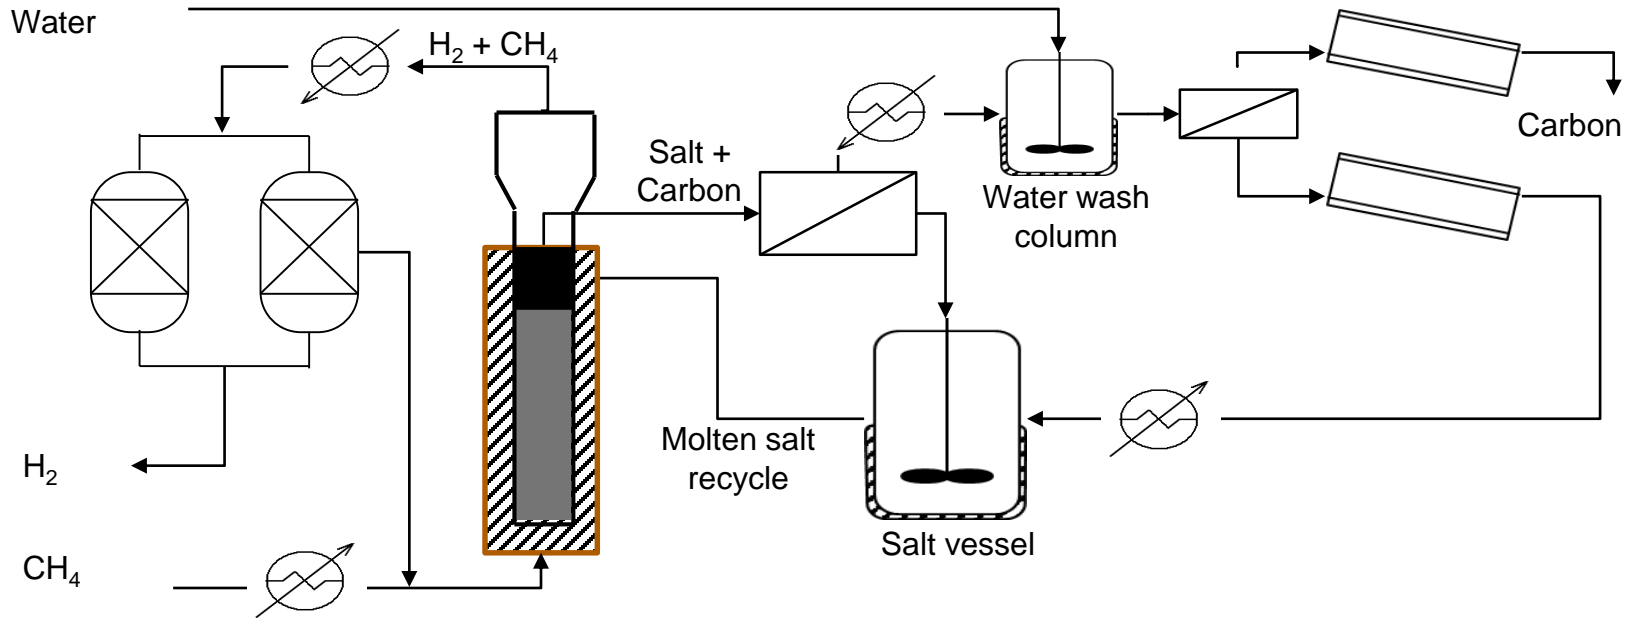 Water
H₂ + CH₄
Salt +
Carbon
Water wash
column
Carbon
Molten salt
recycle
Salt vessel
H₂
CH₄